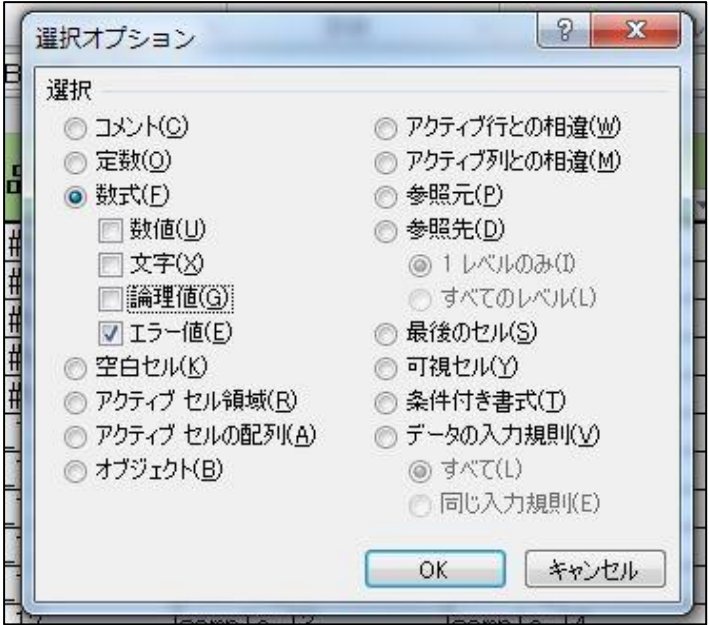 選択オプション
選択
コメント(C)
定数(O)
数式(F)
数値(U)
文字(X)
論理値(G)
エラー値(E)
空白セル(K)
アクティブ セル領域(R)
アクティブ セルの配列(A)
オブジェクト(B)
アクティブ行との相違(W)
アクティブ列との相違(M)
参照元(P)
参照先(D)
1 レベルのみ(I)
すべてのレベル(L)
最後のセル(S)
可視セル(Y)
条件付き書式(T)
データの入力規則(V)
すべて(L)
同じ入力規則(E)
OK
キャンセル